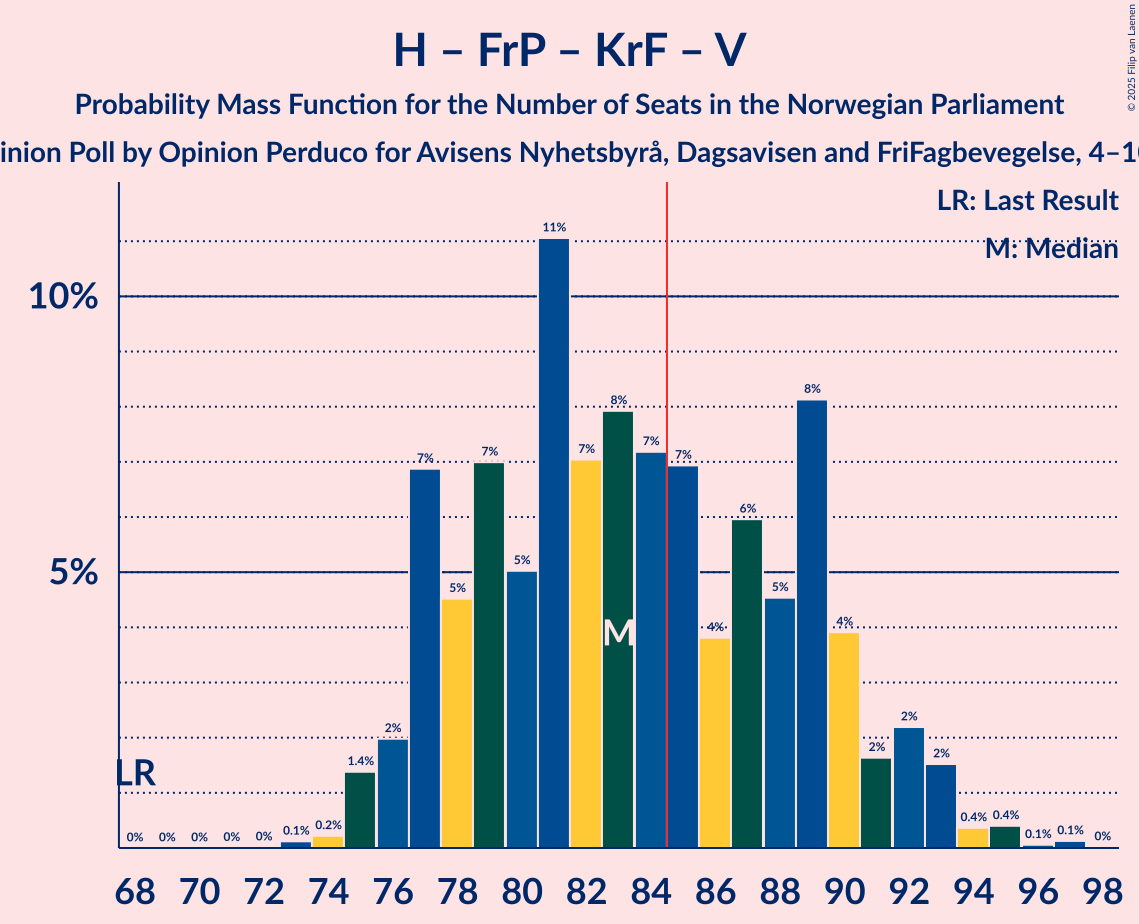 H – FrP – KrF – V
Probability Mass Function for the Number of Seats in the Norwegian Parliament
inion Poll by Opinion Perduco for Avisens Nyhetsbyrå, Dagsavisen and FriFagbevegelse, 4–10
© 2025 Filip van Laenen
LR: Last Result
M: Median
10%
5%
0% 0% 0% 0% 0% 0.1% 0.2% 1.4% 2% 7% 5% 7% 5% 11% 7% 8% 7% 7% 4% 6% 5% 8% 4% 2% 2% 2% 0.4% 0.4% 0.1% 0.1% 0%
M
LR
68 70 72 74 76 78 80 82 84 86 88 90 92 94 96 98